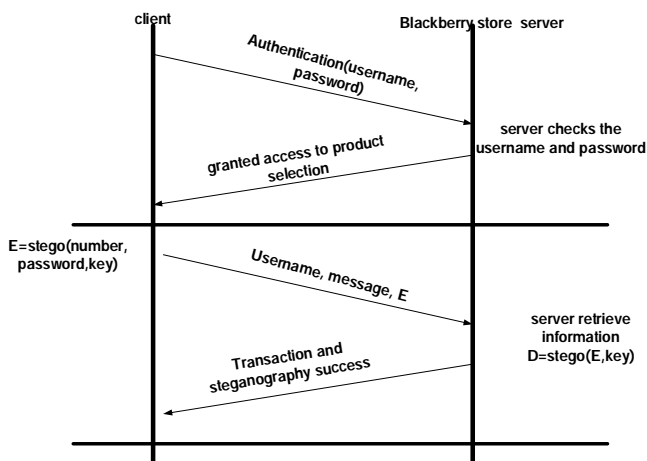 client
Blackberry store server
Authentication(username,
password)
server checks the
username and password
granted access to product
selection
E=stego(number,
password,key)
Username, message, E
server retrieve
information
D=stego(E,key)
Transaction and
steganography success